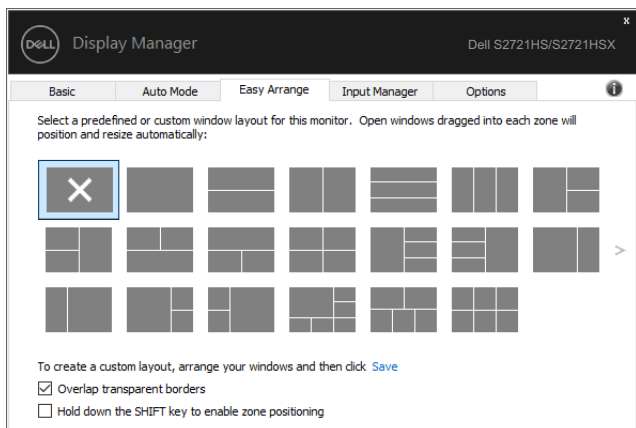 DELL Display Manager
x
Dell S2721HS/S2721HSX
Basic Auto Mode Easy Arrange Input Manager Options
Select a predefined or custom window layout for this monitor. Open windows dragged into each zone will
position and resize automatically:
To create a custom layout, arrange your windows and then click Save
Overlap transparent borders
Hold down the SHIFT key to enable zone positioning